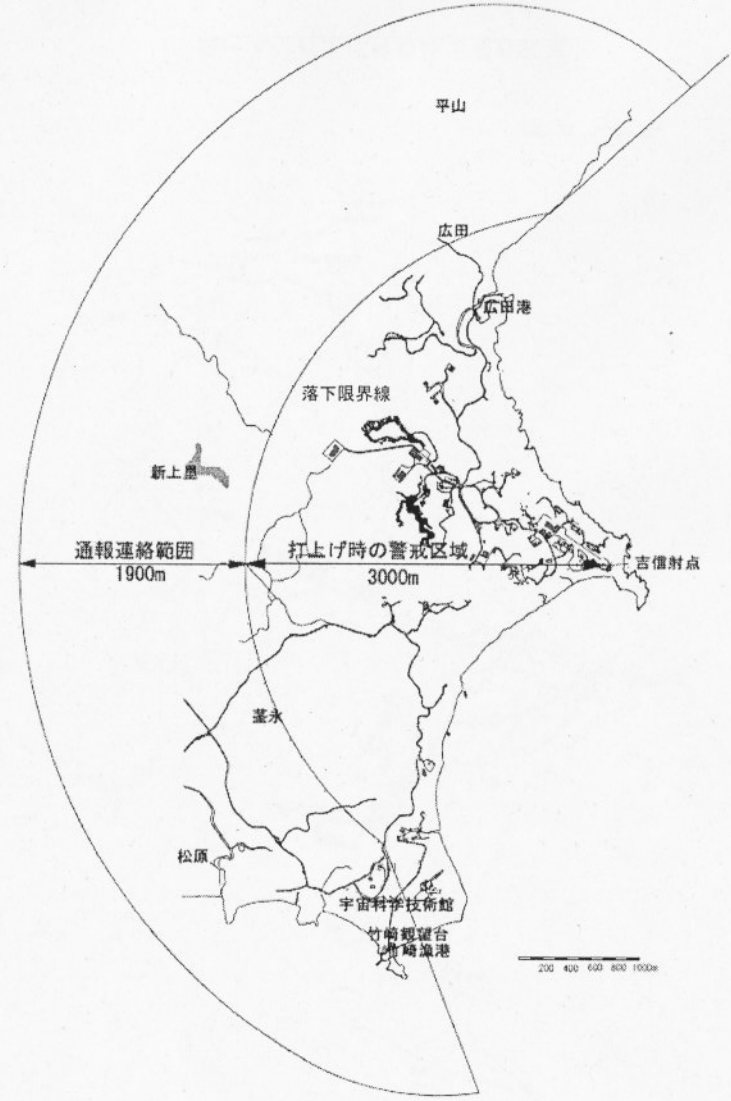 平山
広田
広田港
落下限界線
新上里
通報連絡範囲
1900m
打上げ時の警戒区域
3000m
吉信射点
茎永
松原
宇宙科学技術館
竹崎観望台
竹崎漁港
200 400 600 800 1000m